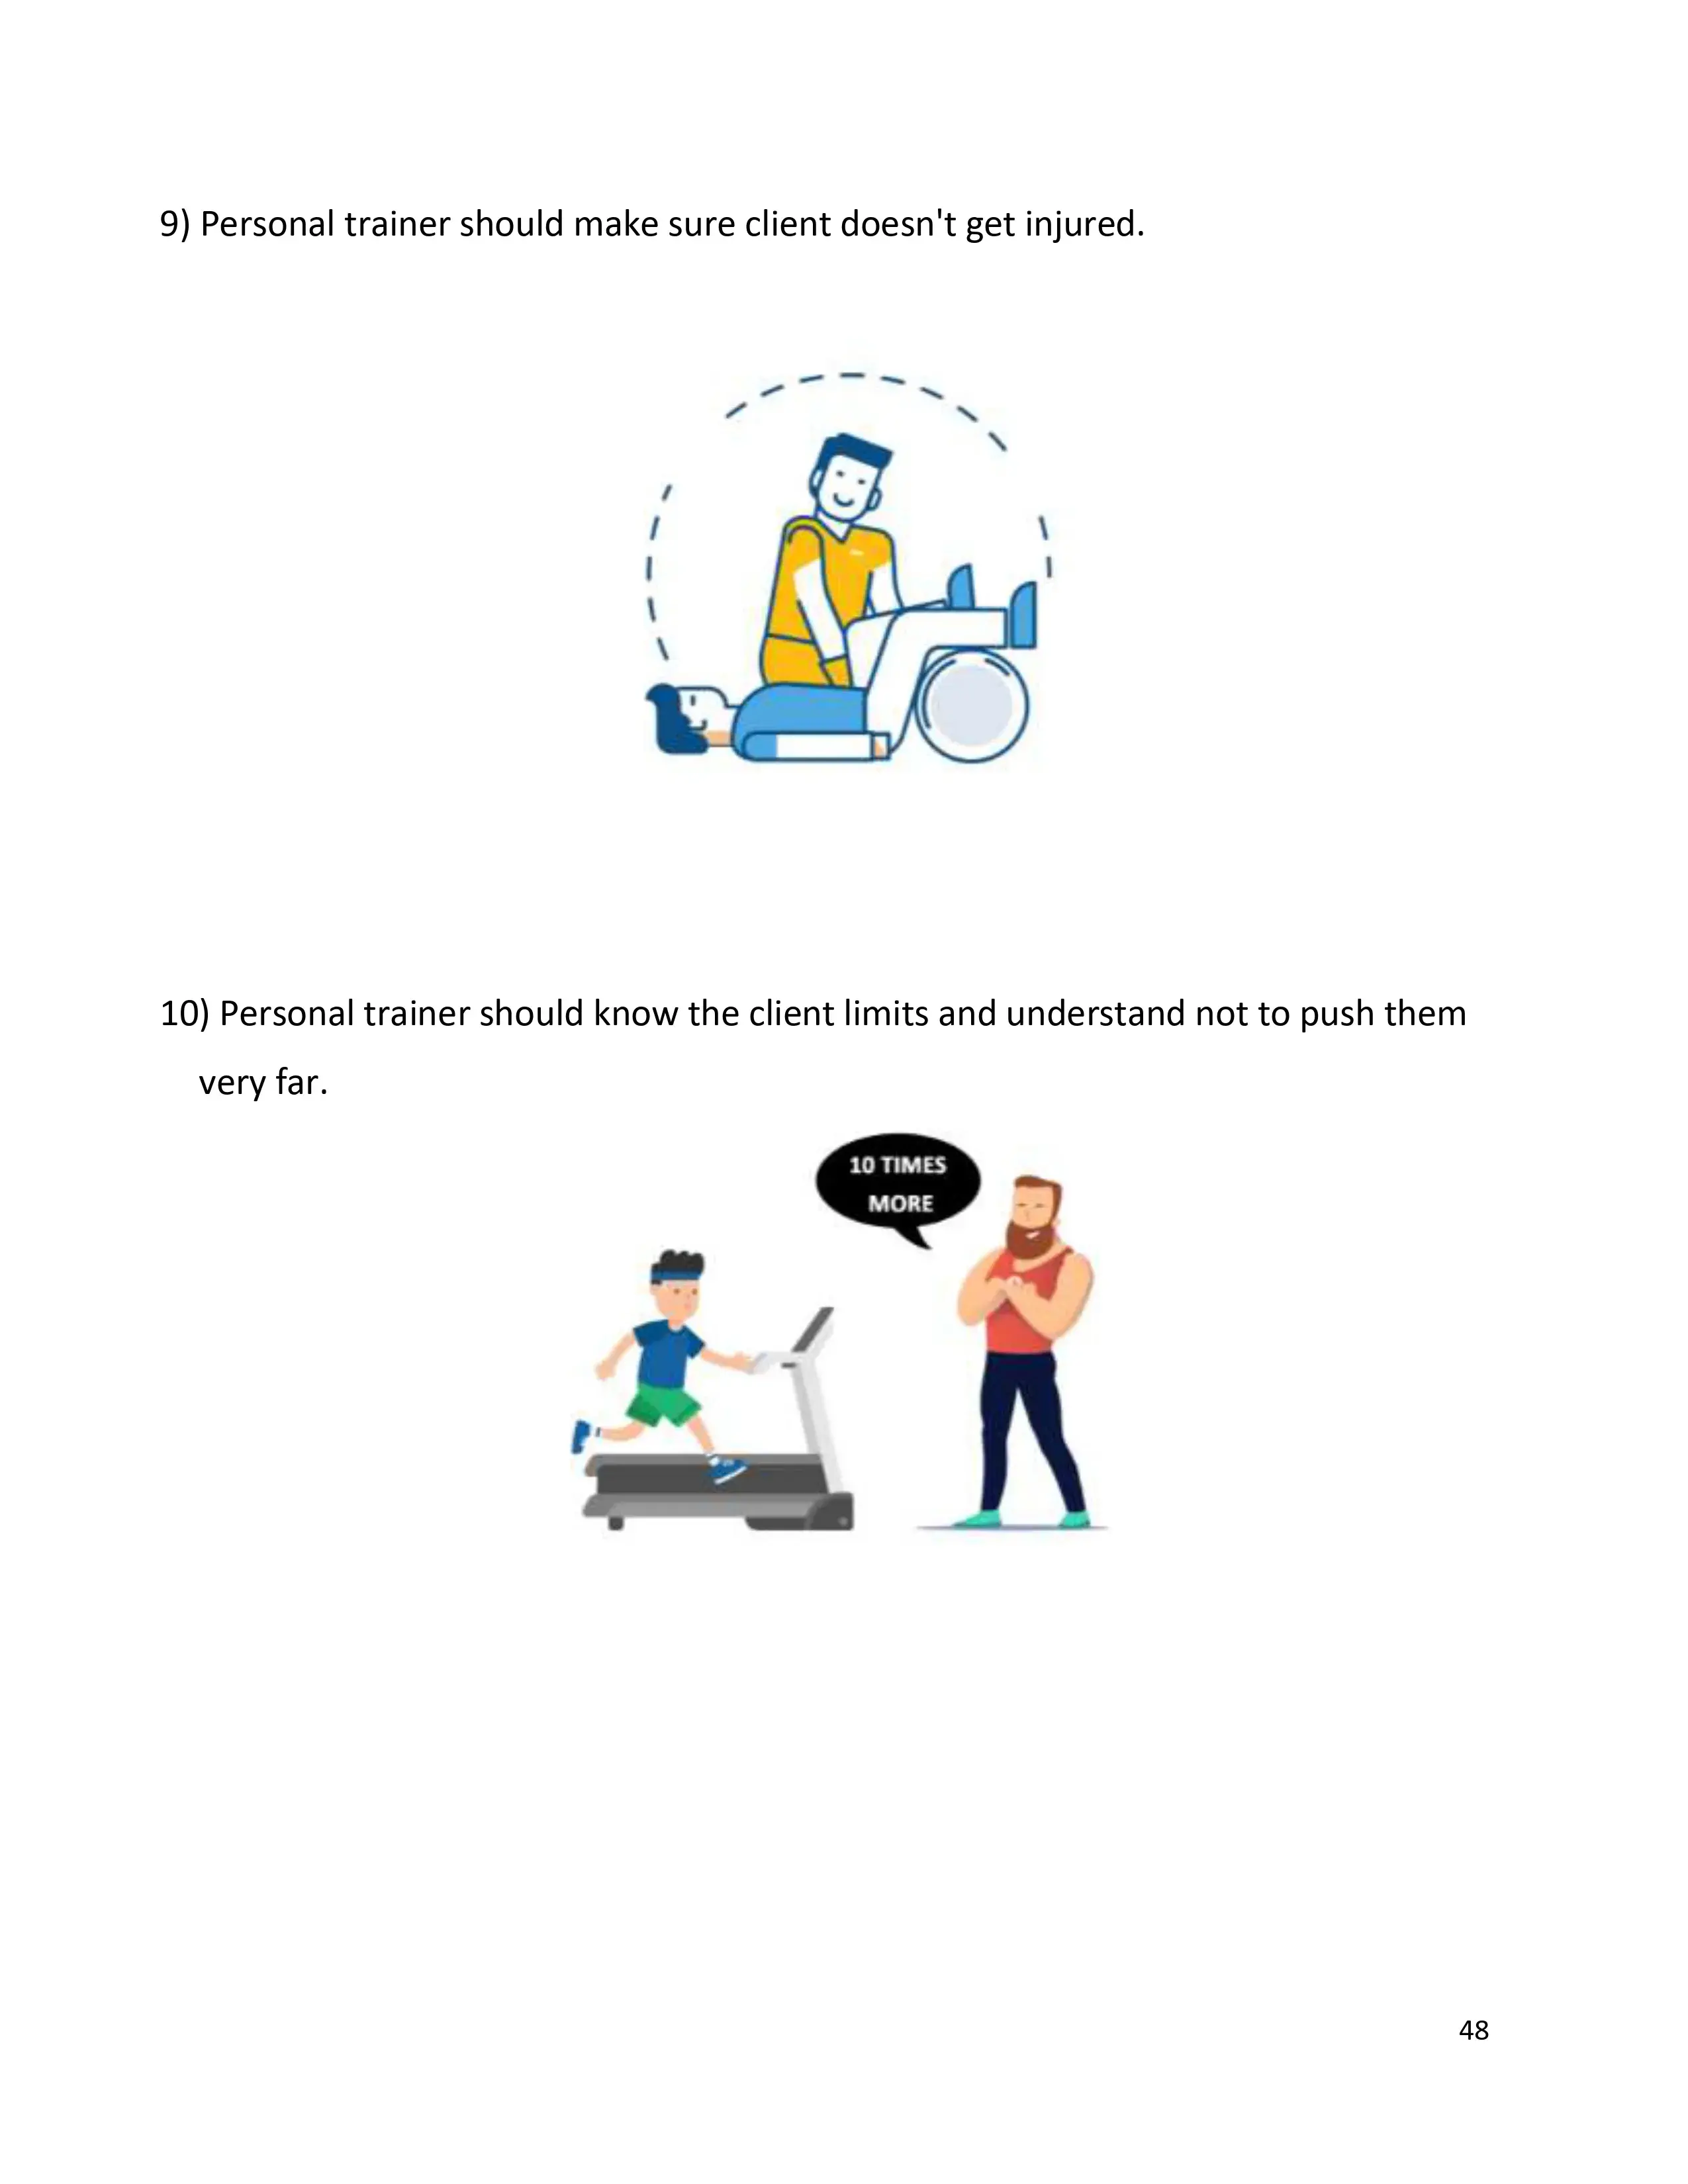 9) Personal trainer should make sure client doesn't get injured.
10) Personal trainer should know the client limits and understand not to push them
very far.
10 TIMES
MORE
48